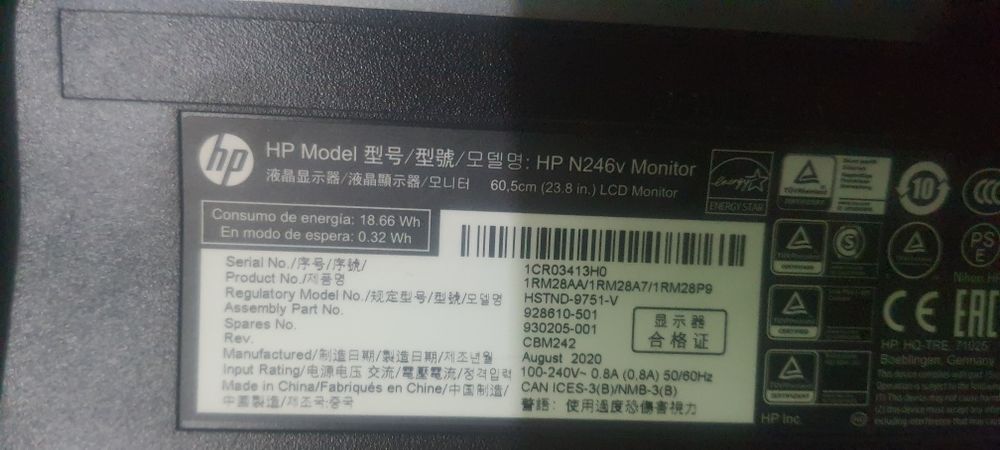 hp
HP Model 型号/型號/모델명: HP N246v Monitor
液晶显示器/液晶顯示器/모니터 60,5cm (23.8 in.) LCD Monitor
energy
ENERGY STAR
Consumo de energía: 18.66 Wh
En modo de espera: 0.32 Wh
Serial No./序号/序號/ 1CR03413H0
Product No./제품명 1RM28AA/1RM28A7/1RM28P9
Regulatory Model No./规定型号/型號/모델명 HSTND-9751-V
Assembly Part No. 928610-501
Spares No. 930205-001
Rev. CBM242
Manufactured/制造日期/製造日期/제조년월 August 2020
Input Rating/电源电压 交流/電壓電流/정격입력 100-240V~ 0.8A (0.8A) 50/60Hz
Made in China/Fabriqués en Chine/中国制造/ CAN ICES-3(B)/NMB-3(B)
中國製造/제조국:중국 警語: 使用過度恐傷害視力
显示器
合格证
TÜVRheinland
CERTIFIED
10
PS
E
CE
EAC
HP HQ-TRE, 71025
Boeblingen, Germany
HP Inc.